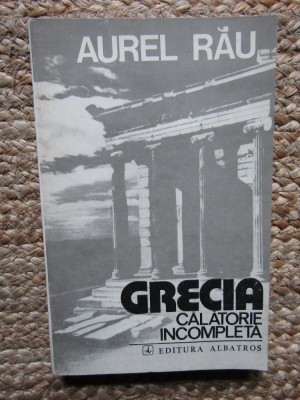 AUREL RĂU
GRECIA
CĂLĂTORIE
INCOMPLETĂ
EDITURA ALBATROS